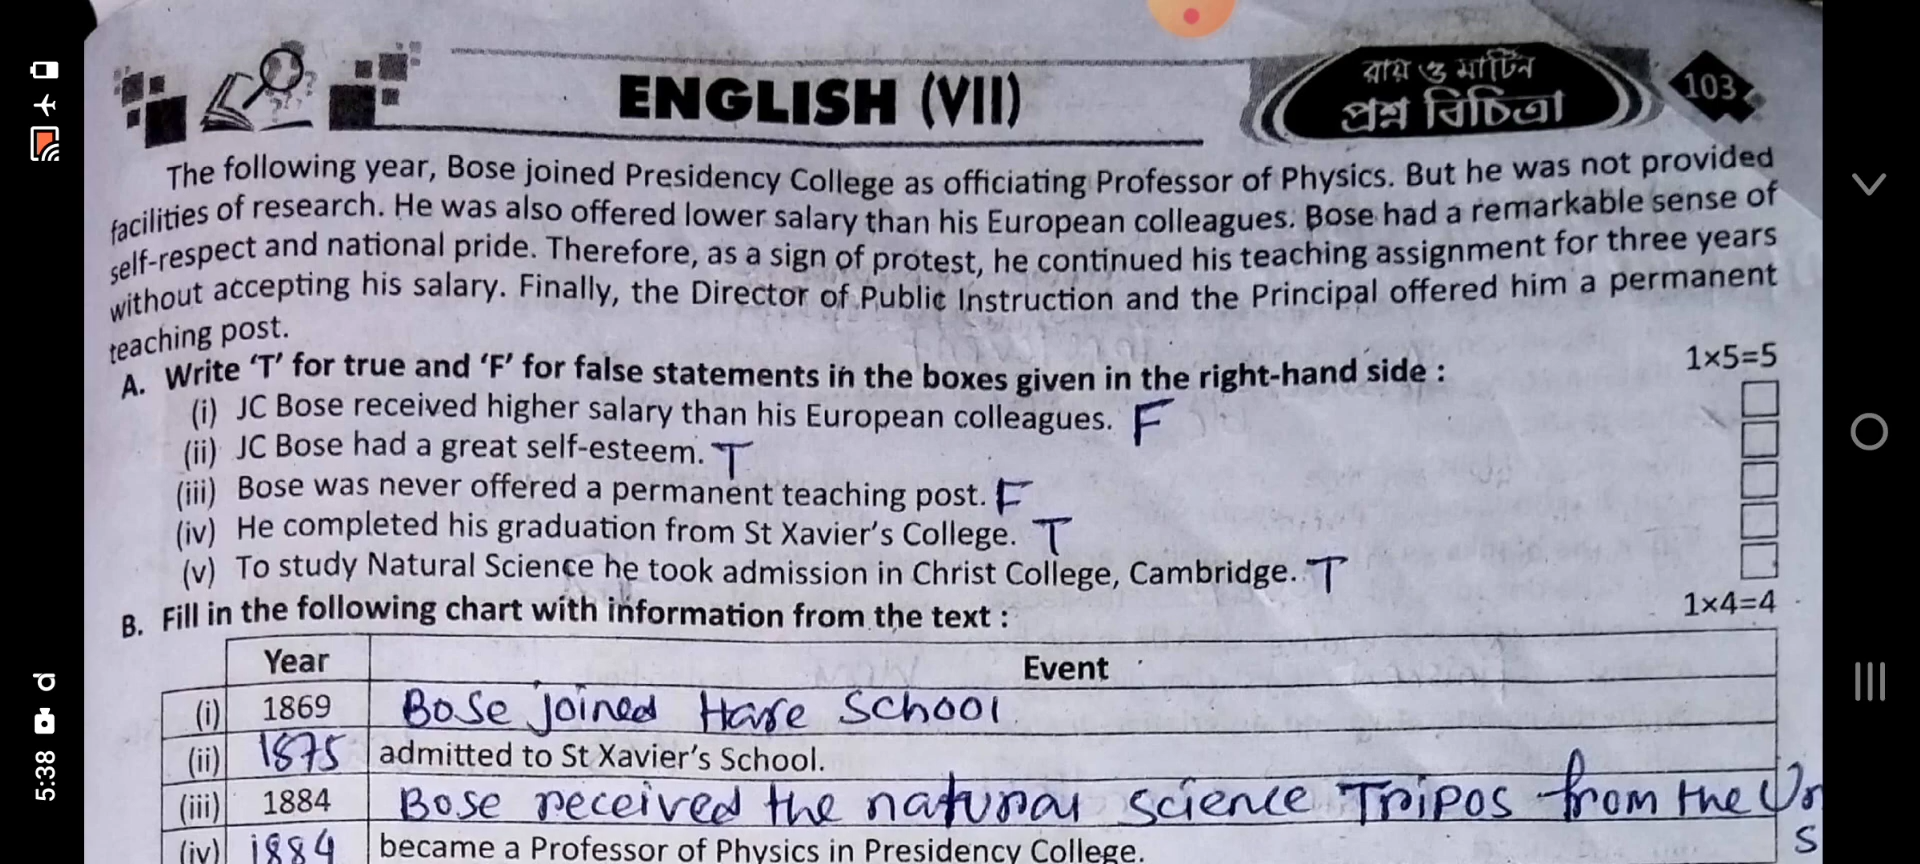 ENGLISH (VII)
রায় ও মার্টিন
প্রশ্ন বিচিত্রা
103
The following year, Bose joined Presidency College as officiating Professor of Physics. But he was not provided
facilities of research. He was also offered lower salary than his European colleagues. Bose had a remarkable sense of
self-respect and national pride. Therefore, as a sign of protest, he continued his teaching assignment for three years
without accepting his salary. Finally, the Director of Public Instruction and the Principal offered him a permanent
teaching post.
A. Write ‘T’ for true and ‘F’ for false statements in the boxes given in the right-hand side : 1×5=5
(i) JC Bose received higher salary than his European colleagues. F
(ii) JC Bose had a great self-esteem. T
(iii) Bose was never offered a permanent teaching post. F
(iv) He completed his graduation from St Xavier’s College. T
(v) To study Natural Science he took admission in Christ College, Cambridge. T
B. Fill in the following chart with information from the text : 1×4=4
Year Event
(i) 1869 Bose joined Hare School
(ii) 1875 admitted to St Xavier’s School.
(iii) 1884 Bose received the natural science Tripos from the
(iv) 1884 became a Professor of Physics in Presidency College.
5:38